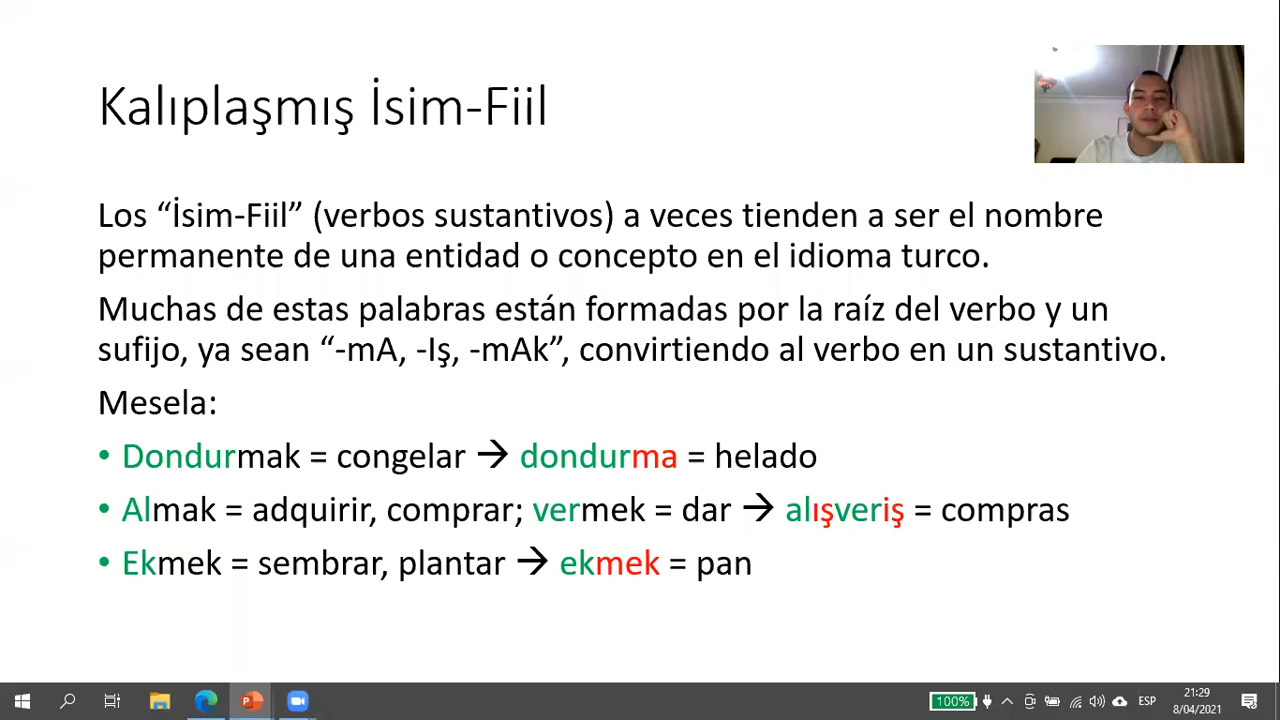 Kalıplaşmış İsim-Fiil
Los “İsim-Fiil” (verbos sustantivos) a veces tienden a ser el nombre
permanente de una entidad o concepto en el idioma turco.
Muchas de estas palabras están formadas por la raíz del verbo y un
sufijo, ya sean “-mA, -Iş, -mAk”, convirtiendo al verbo en un sustantivo.
Mesela:
• Dondurmak = congelar → dondurma = helado
• Almak = adquirir, comprar; vermek = dar → alışveriş = compras
• Ekmek = sembrar, plantar → ekmek = pan
100%
ESP
21:29
8/04/2021